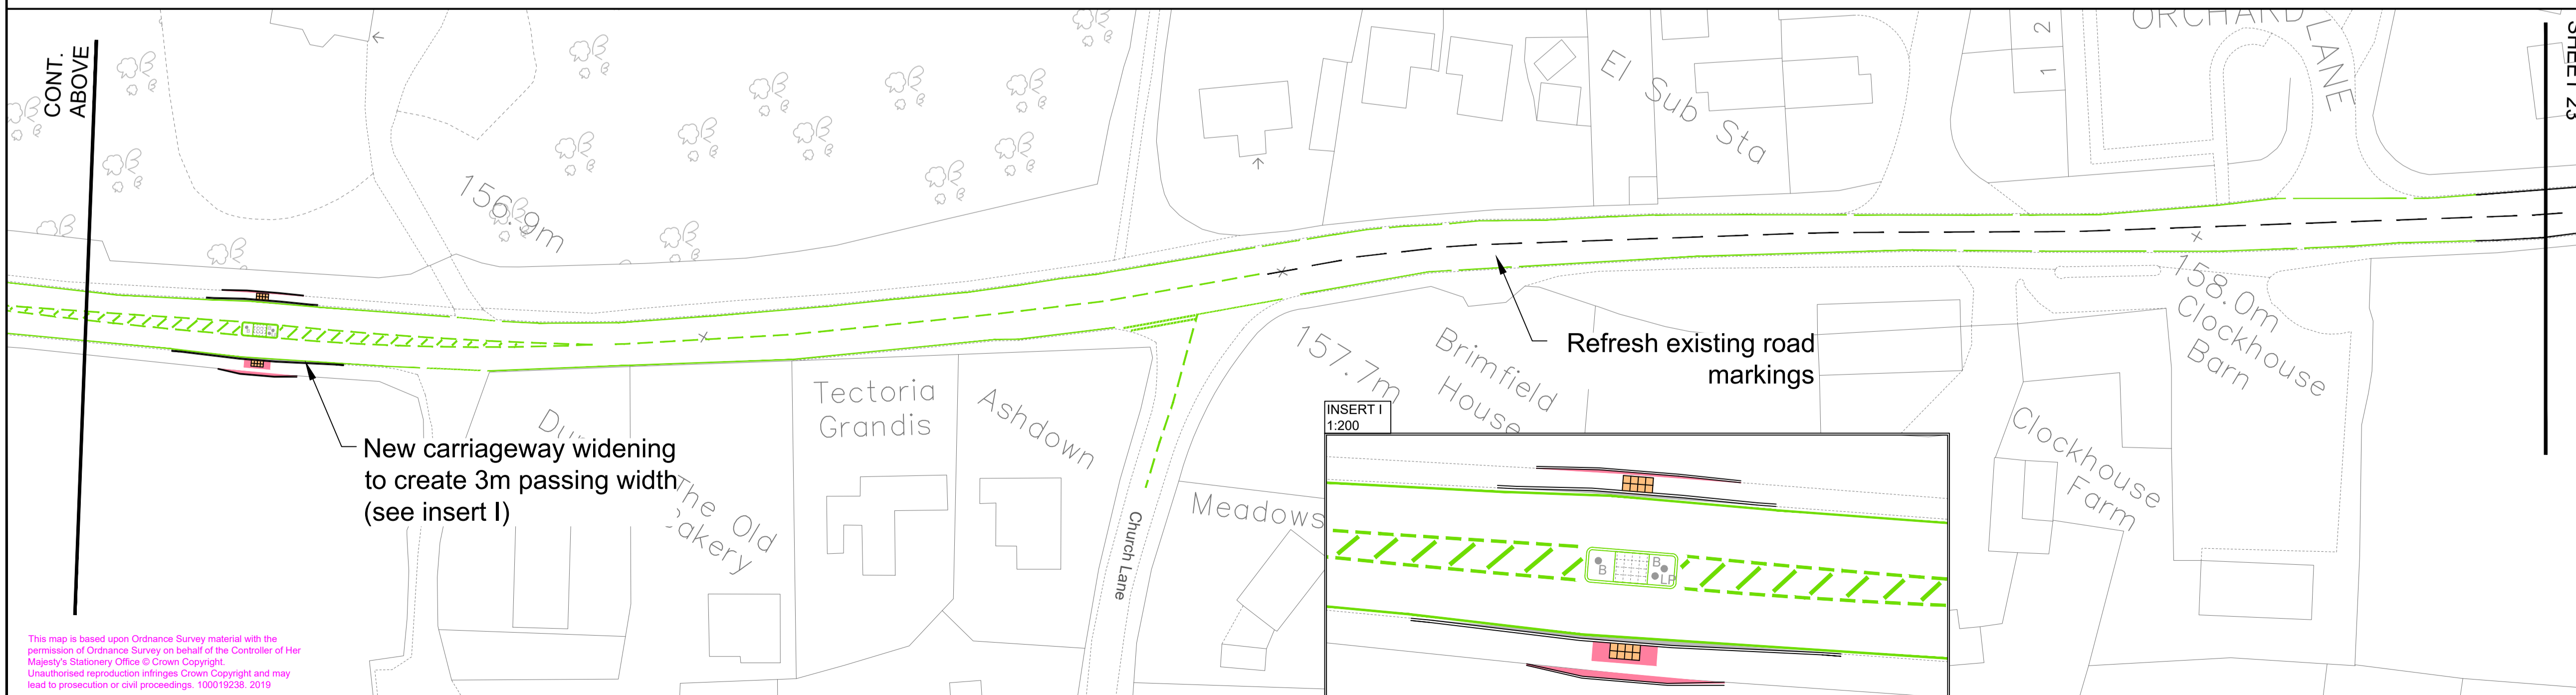 CONT.
ABOVE
156.9m
El Sub Sta
2
1
ORCHARD
LANE
SHEET 23
158.0m
Clockhouse
Barn
157.7m
Brimfield
House
Refresh existing road
markings
Tectoria
Grandis
Ashdown
New carriageway widening
to create 3m passing width
(see insert I)
The Old
Bakery
Church Lane
Meadows
Clockhouse
Farm
INSERT I
1:200
B
B
LP
This map is based upon Ordnance Survey material with the
permission of Ordnance Survey on behalf of the Controller of Her
Majesty's Stationery Office © Crown Copyright.
Unauthorised reproduction infringes Crown Copyright and may
lead to prosecution or civil proceedings. 100019238. 2019